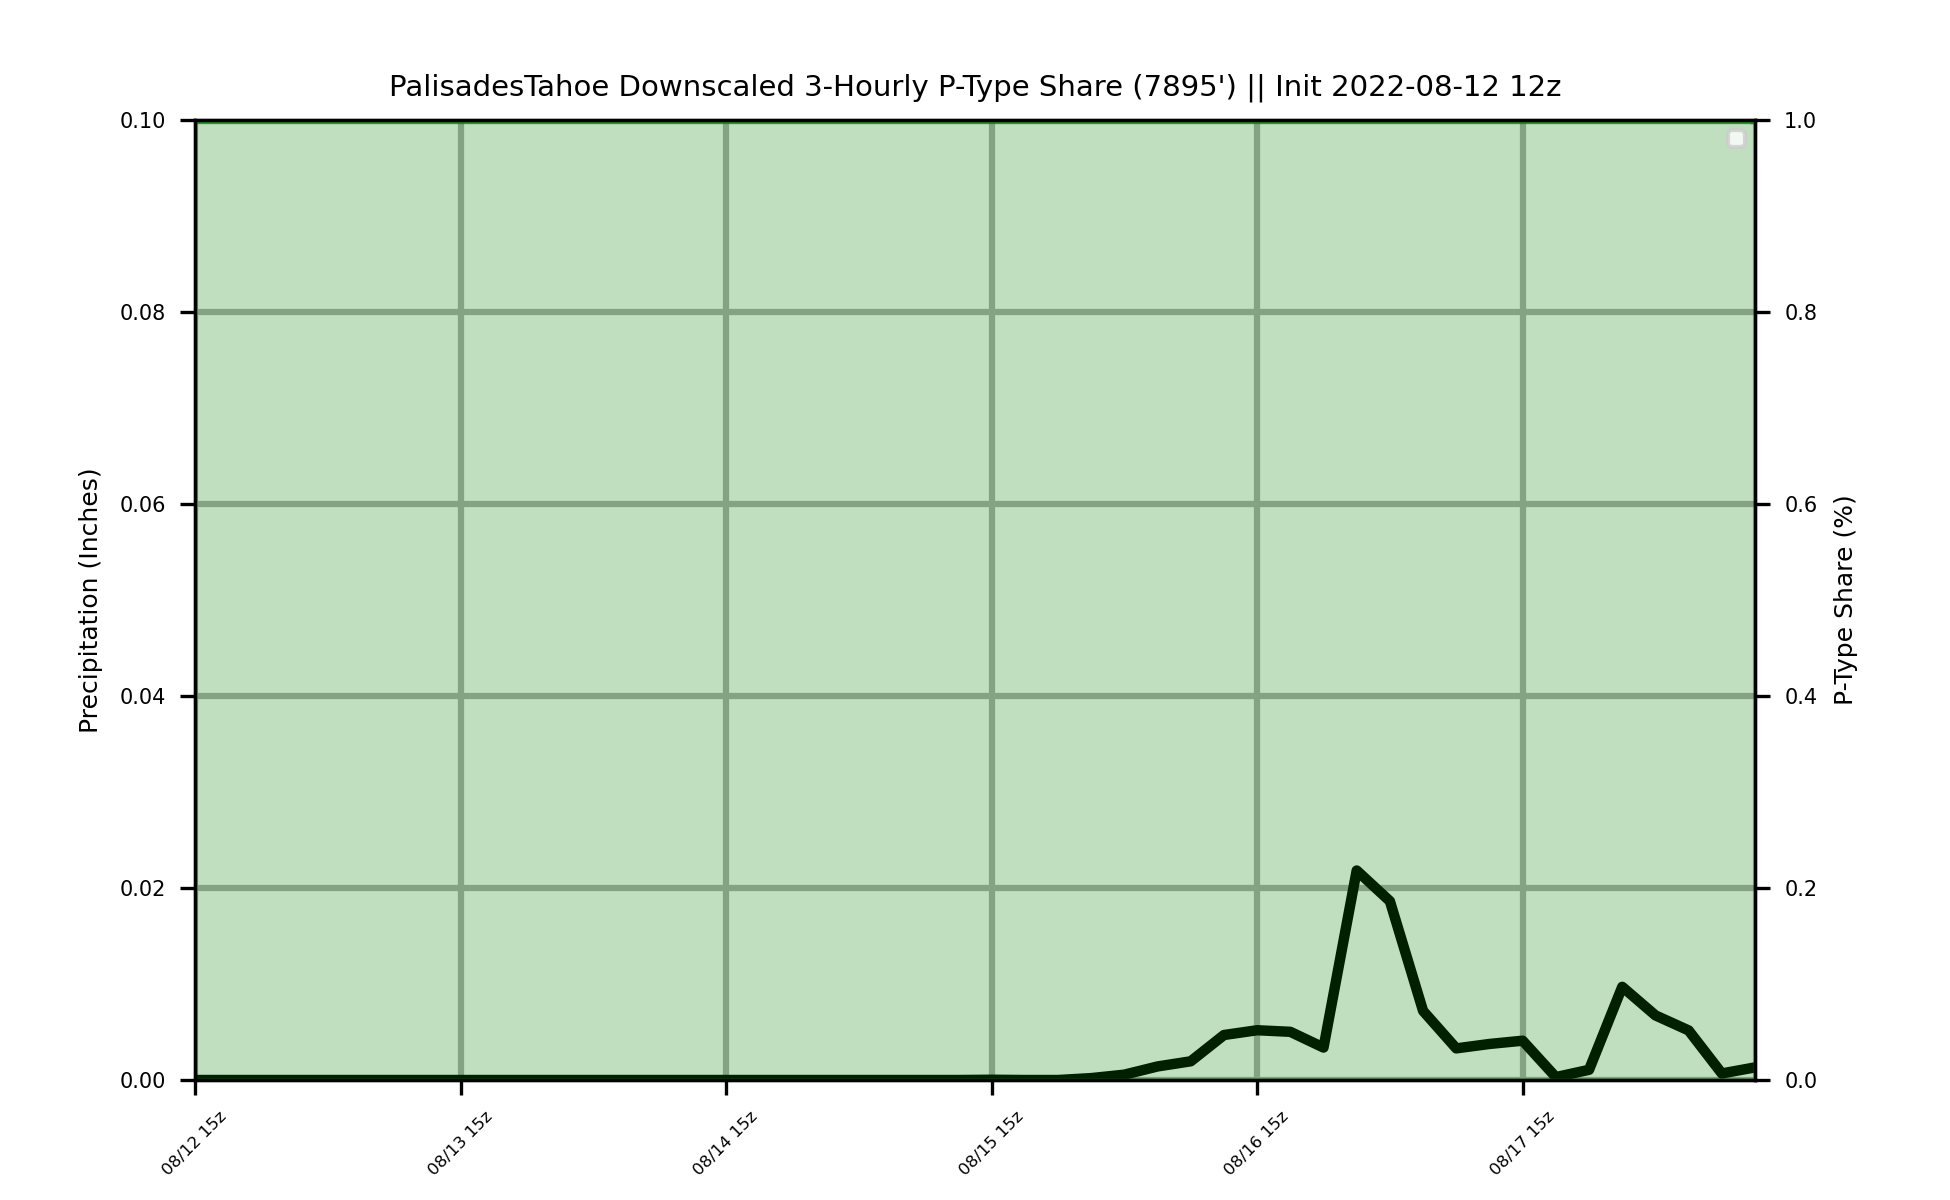 PalisadesTahoe Downscaled 3-Hourly P-Type Share (7895') || Init 2022-08-12 12z
0.10
0.08
0.06
0.04
0.02
0.00
Precipitation (Inches)
1.0
0.8
0.6
0.4
0.2
0.0
P-Type Share (%)
08/12 15z
08/13 15z
08/14 15z
08/15 15z
08/16 15z
08/17 15z